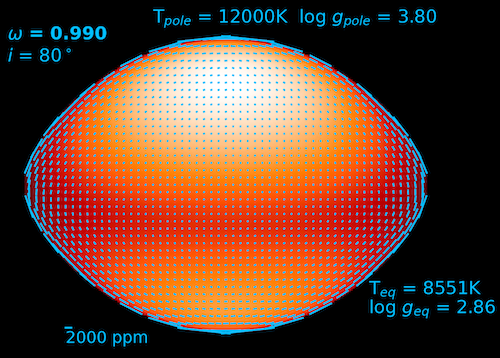 T_pole = 12000K log g_pole = 3.80
ω = 0.990
i = 80°
T_eq = 8551K
log g_eq = 2.86
2000 ppm